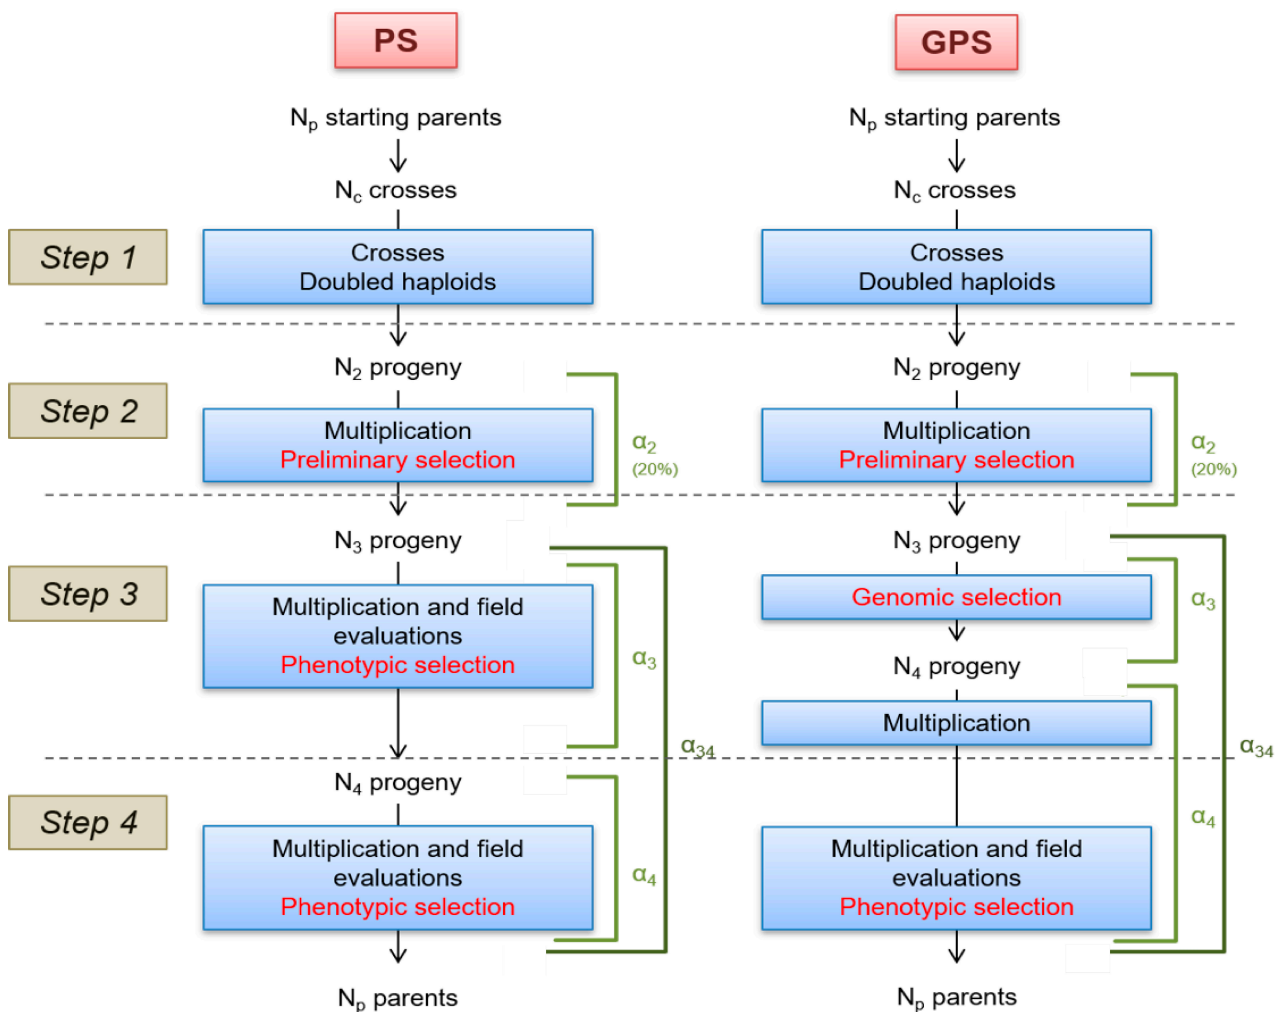 PS
GPS
Np starting parents
Np starting parents
Nc crosses
Nc crosses
Step 1
Crosses
Doubled haploids
Crosses
Doubled haploids
N2 progeny
N2 progeny
Step 2
Multiplication
Preliminary selection
α2
(20%)
Multiplication
Preliminary selection
α2
(20%)
N3 progeny
N3 progeny
Step 3
Multiplication and field
evaluations
Phenotypic selection
α3
Genomic selection
α3
N4 progeny
Multiplication
α34
α34
N4 progeny
Step 4
Multiplication and field
evaluations
Phenotypic selection
α4
Multiplication and field
evaluations
Phenotypic selection
α4
Np parents
Np parents